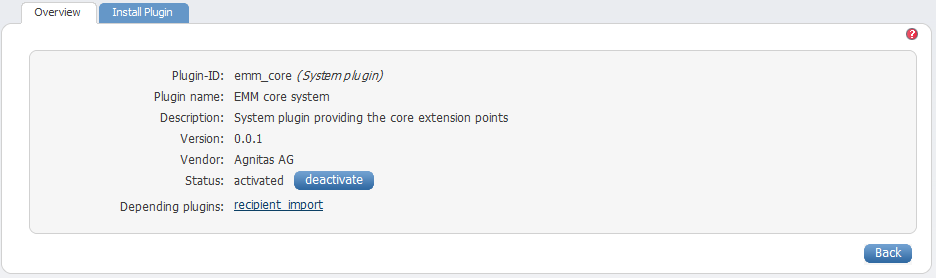 Overview Install Plugin
?
Plugin-ID: emm_core (System plugin)
Plugin name: EMM core system
Description: System plugin providing the core extension points
Version: 0.0.1
Vendor: Agnitas AG
Status: activated deactivate
Depending plugins: recipient_import
Back